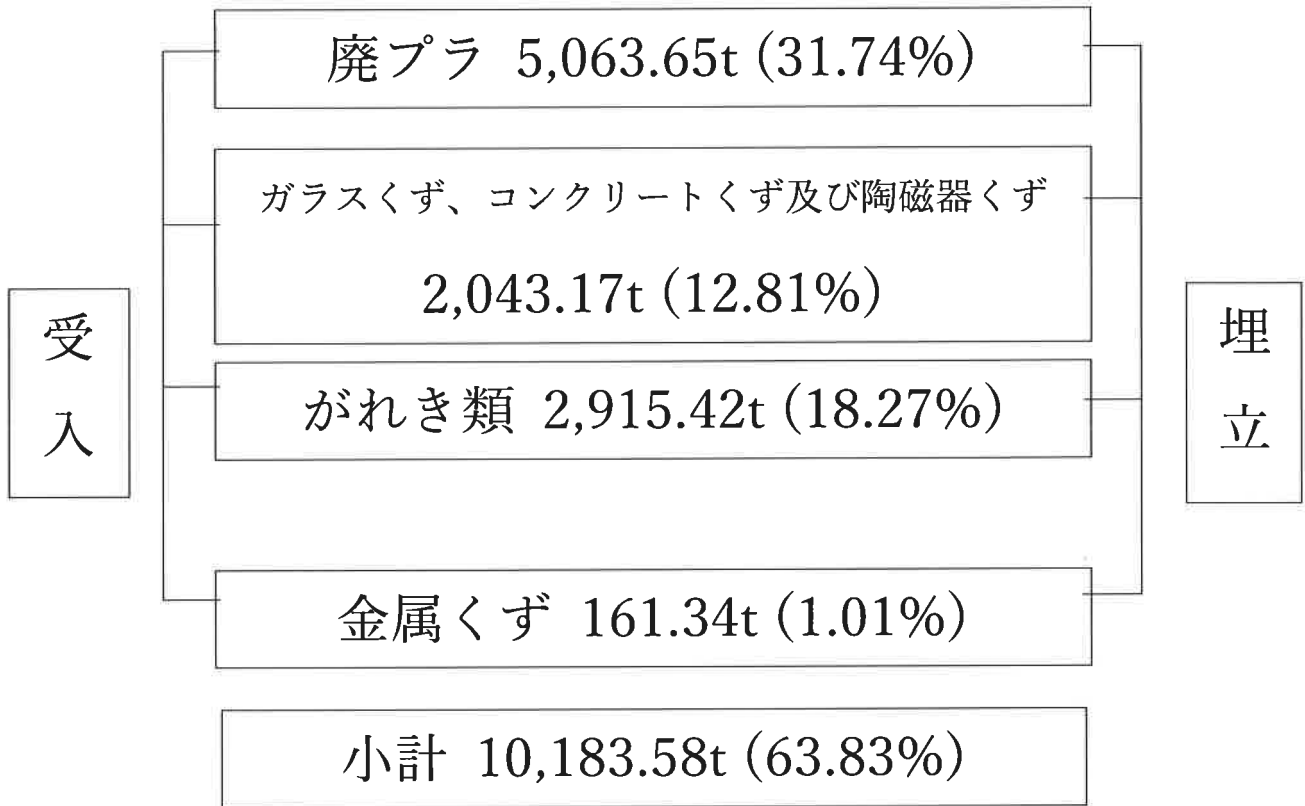 廃プラ 5,063.65t (31.74%)
ガラスくず、コンクリートくず及び陶磁器くず
2,043.17t (12.81%)
受入
がれき類 2,915.42t (18.27%)
埋立
金属くず 161.34t (1.01%)
小計 10,183.58t (63.83%)